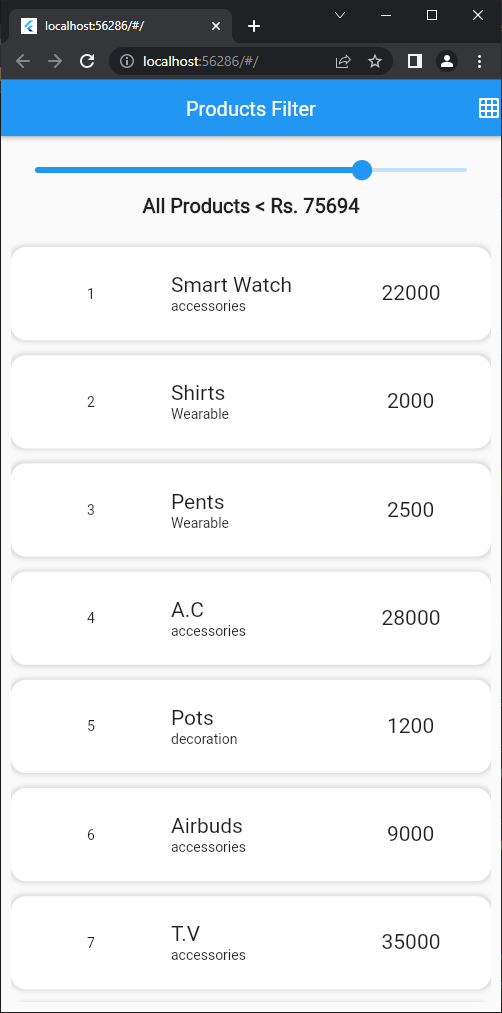 localhost:56286/#/
localhost:56286/#/
Products Filter
All Products < Rs. 75694
1
Smart Watch
accessories
22000
2
Shirts
Wearable
2000
3
Pents
Wearable
2500
4
A.C
accessories
28000
5
Pots
decoration
1200
6
Airbuds
accessories
9000
7
T.V
accessories
35000